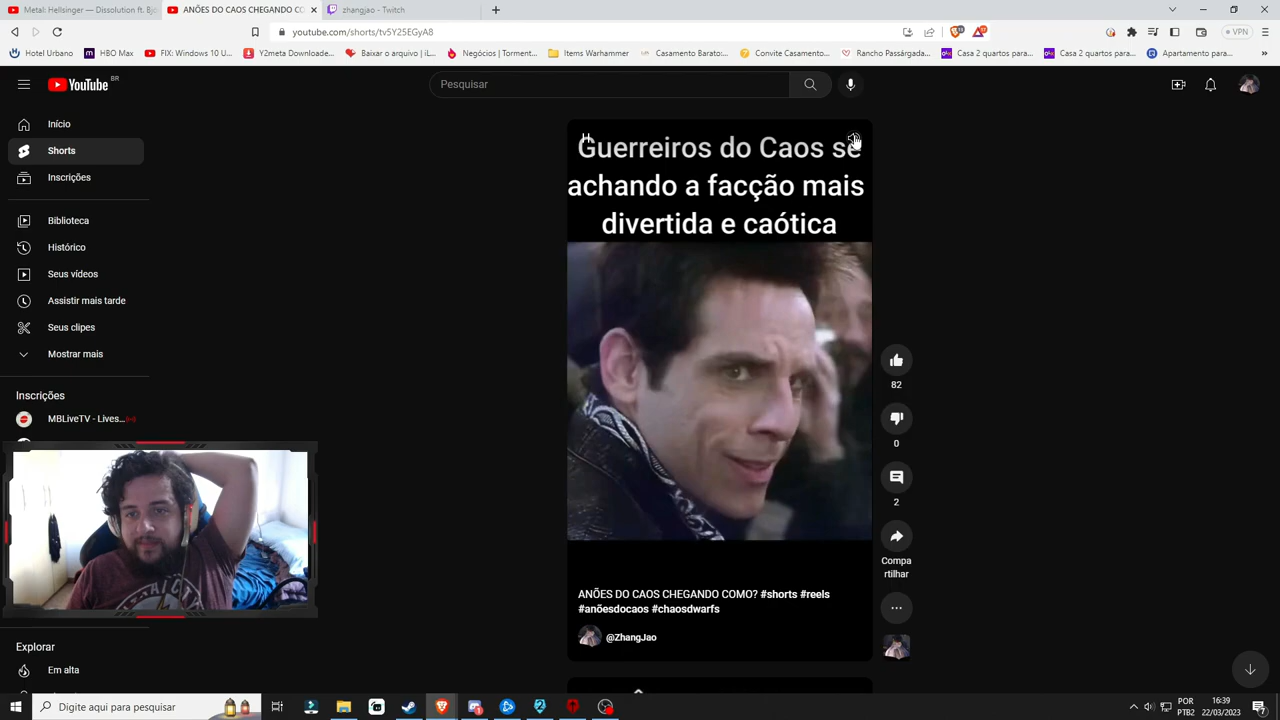 Metal: Hellsinger — Dissolution ft. Bjo
ANÕES DO CAOS CHEGANDO CO
zhangjao - Twitch
youtube.com/shorts/tv5Y25EGyA8
VPN
Hotel Urbano
HBO Max
FIX: Windows 10 U...
Y2meta Downloade...
Baixar o arquivo | iL...
Negócios | Torment...
Items Warhammer
Casamento Barato:...
Convite Casamento...
Rancho Passárgada...
Casa 2 quartos para...
Casa 2 quartos para...
Apartamento para...
YouTube BR
Pesquisar
Início
Shorts
Inscrições
Biblioteca
Histórico
Seus vídeos
Assistir mais tarde
Seus clipes
Mostrar mais
Inscrições
MBLiveTV - Lives...
Explorar
Em alta
Guerreiros do Caos se
achando a facção mais
divertida e caótica
82
0
2
Compa
rtilhar
ANÕES DO CAOS CHEGANDO COMO? #shorts #reels
#anõesdocaos #chaosdwarfs
@ZhangJao
Digite aqui para pesquisar
POR
PTB2
16:39
22/03/2023